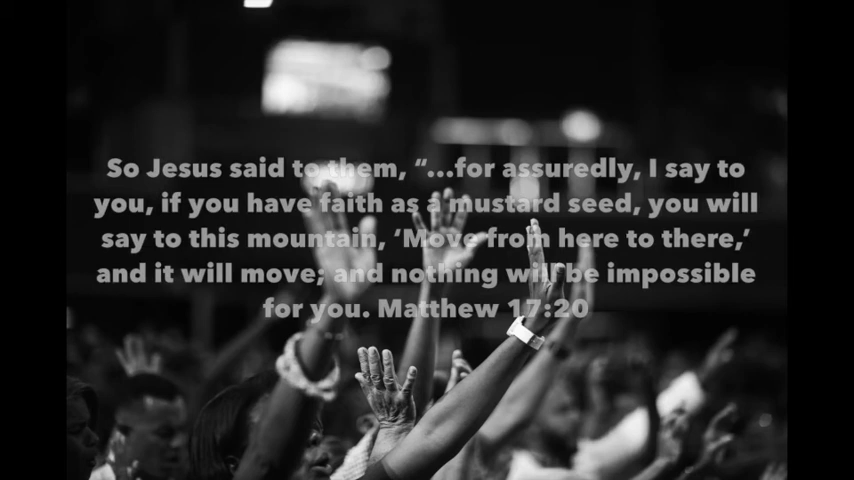 So Jesus said to them, “...for assuredly, I say to
you, if you have faith as a mustard seed, you will
say to this mountain, ‘Move from here to there,’
and it will move; and nothing will be impossible
for you. Matthew 17:20